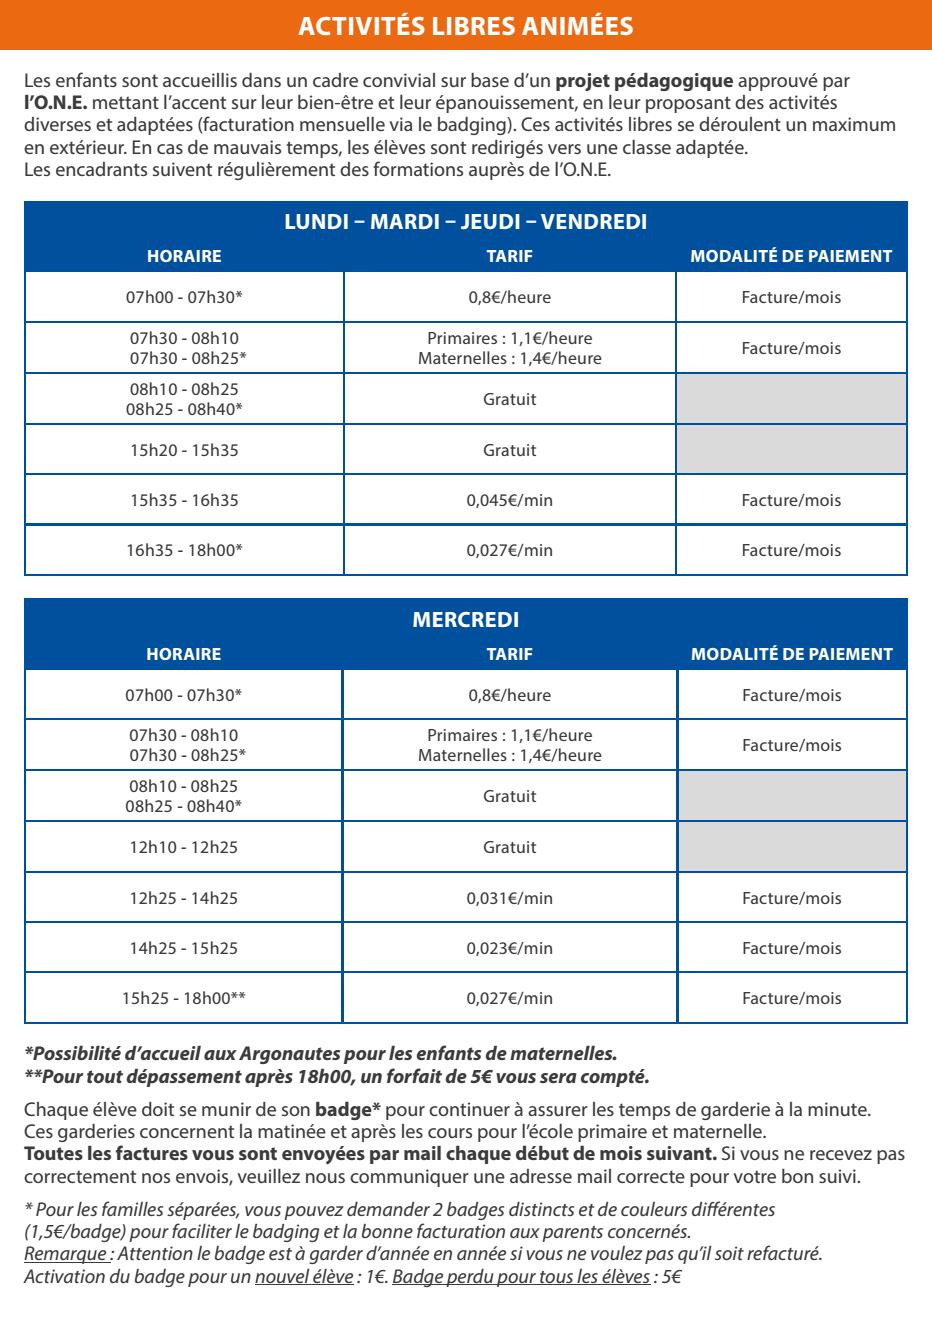 ACTIVITÉS LIBRES ANIMÉES
Les enfants sont accueillis dans un cadre convivial sur base d'un projet pédagogique approuvé par
l'O.N.E. mettant l'accent sur leur bien-être et leur épanouissement, en leur proposant des activités
diverses et adaptées (facturation mensuelle via le badging). Ces activités libres se déroulent un maximum
en extérieur. En cas de mauvais temps, les élèves sont redirigés vers une classe adaptée.
Les encadrants suivent régulièrement des formations auprès de l'O.N.E.
LUNDI – MARDI – JEUDI – VENDREDI
HORAIRE TARIF MODALITÉ DE PAIEMENT
07h00 - 07h30* 0,8€/heure Facture/mois
07h30 - 08h10 Primaires : 1,1€/heure
07h30 - 08h25* Maternelles : 1,4€/heure Facture/mois
08h10 - 08h25
08h25 - 08h40* Gratuit
15h20 - 15h35 Gratuit
15h35 - 16h35 0,045€/min Facture/mois
16h35 - 18h00* 0,027€/min Facture/mois
MERCREDI
HORAIRE TARIF MODALITÉ DE PAIEMENT
07h00 - 07h30* 0,8€/heure Facture/mois
07h30 - 08h10 Primaires : 1,1€/heure
07h30 - 08h25* Maternelles : 1,4€/heure Facture/mois
08h10 - 08h25
08h25 - 08h40* Gratuit
12h10 - 12h25 Gratuit
12h25 - 14h25 0,031€/min Facture/mois
14h25 - 15h25 0,023€/min Facture/mois
15h25 - 18h00** 0,027€/min Facture/mois
*Possibilité d'accueil aux Argonautes pour les enfants de maternelles.
**Pour tout dépassement après 18h00, un forfait de 5€ vous sera compté.
Chaque élève doit se munir de son badge* pour continuer à assurer les temps de garderie à la minute.
Ces garderies concernent la matinée et après les cours pour l'école primaire et maternelle.
Toutes les factures vous sont envoyées par mail chaque début de mois suivant. Si vous ne recevez pas
correctement nos envois, veuillez nous communiquer une adresse mail correcte pour votre bon suivi.
* Pour les familles séparées, vous pouvez demander 2 badges distincts et de couleurs différentes
(1,5€/badge) pour faciliter le badging et la bonne facturation aux parents concernés.
Remarque : Attention le badge est à garder d'année en année si vous ne voulez pas qu'il soit refacturé.
Activation du badge pour un nouvel élève : 1€. Badge perdu pour tous les élèves : 5€